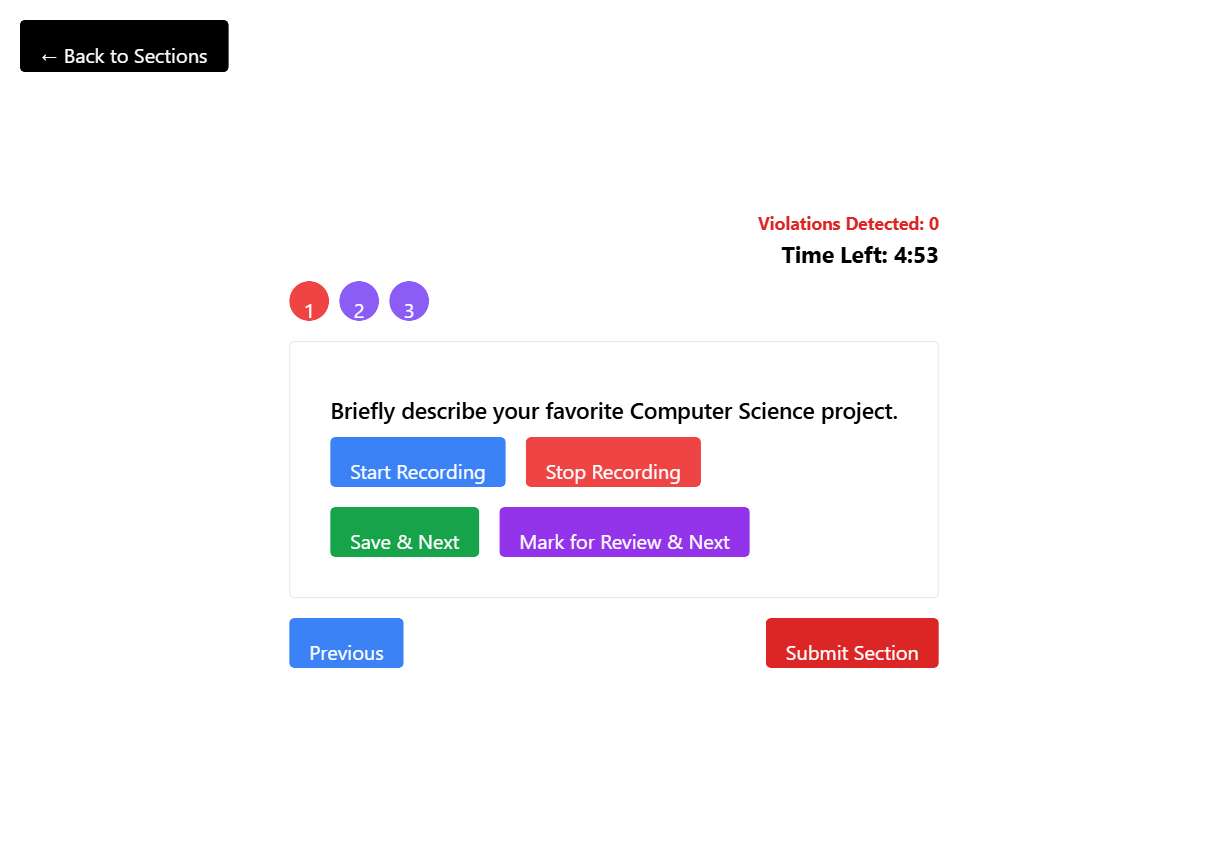 ← Back to Sections
Violations Detected: 0
Time Left: 4:53
1 2 3
Briefly describe your favorite Computer Science project.
Start Recording Stop Recording
Save & Next Mark for Review & Next
Previous Submit Section